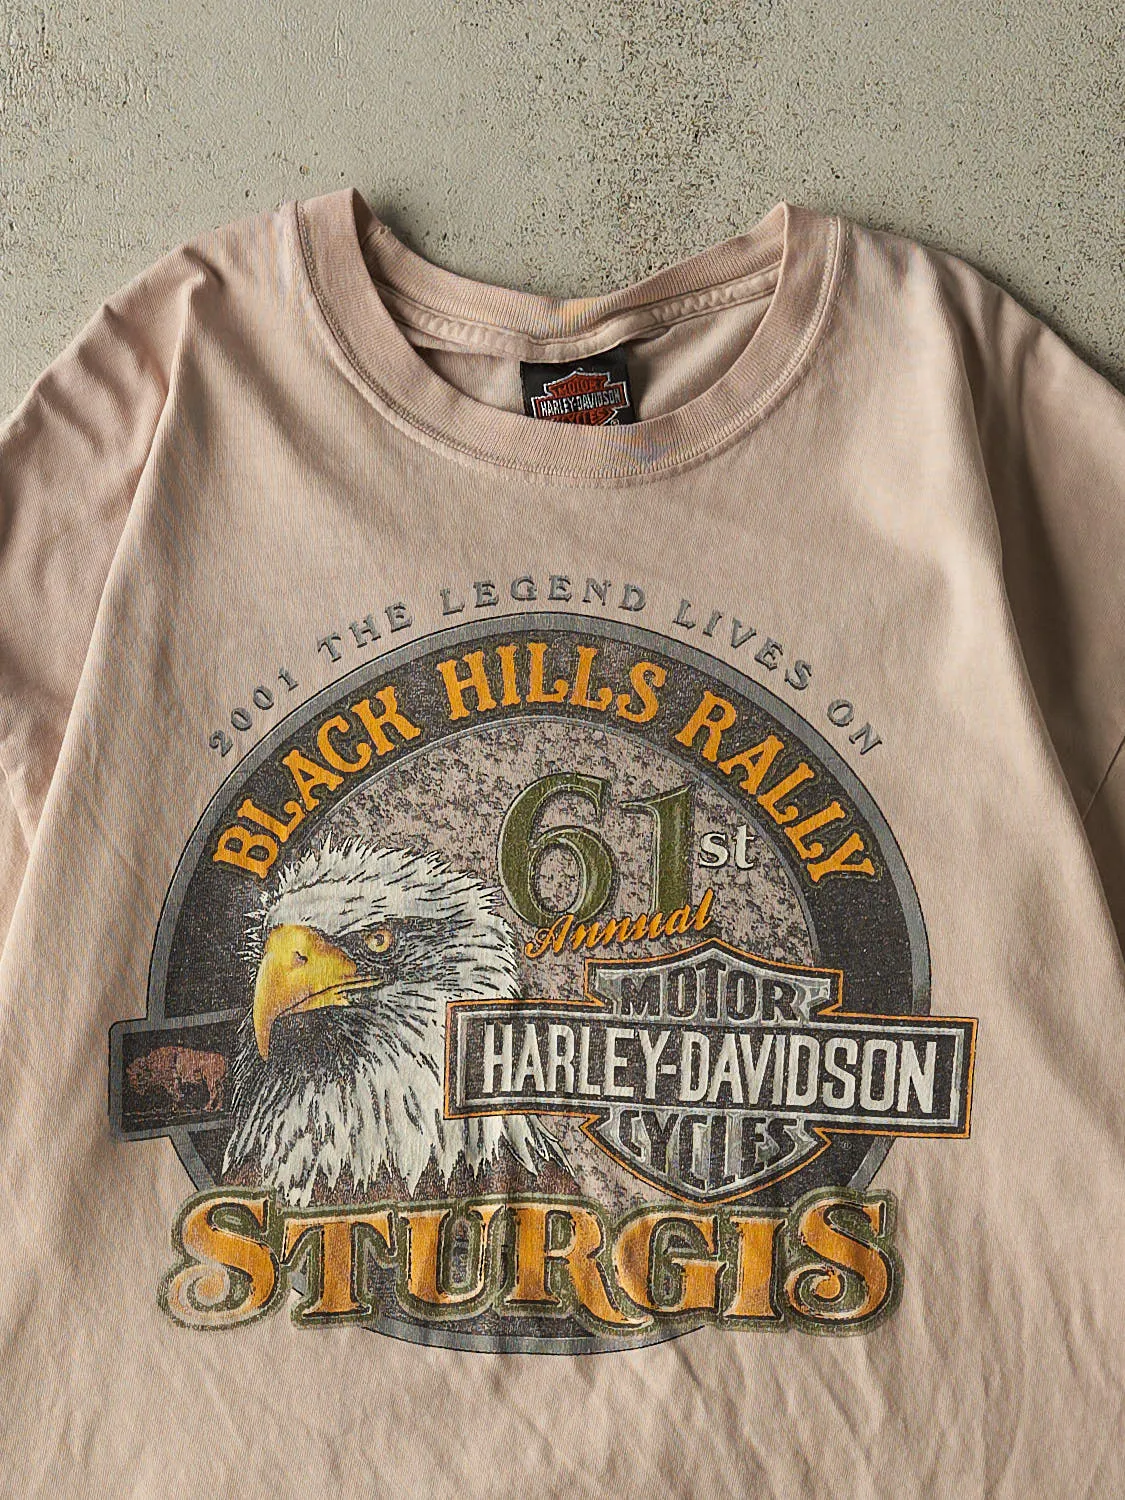 MOTOR
HARLEY-DAVIDSON
CYCLES
2001 THE LEGEND LIVES ON
BLACK HILLS RALLY
61st
Annual
MOTOR
HARLEY-DAVIDSON
CYCLES
STURGIS